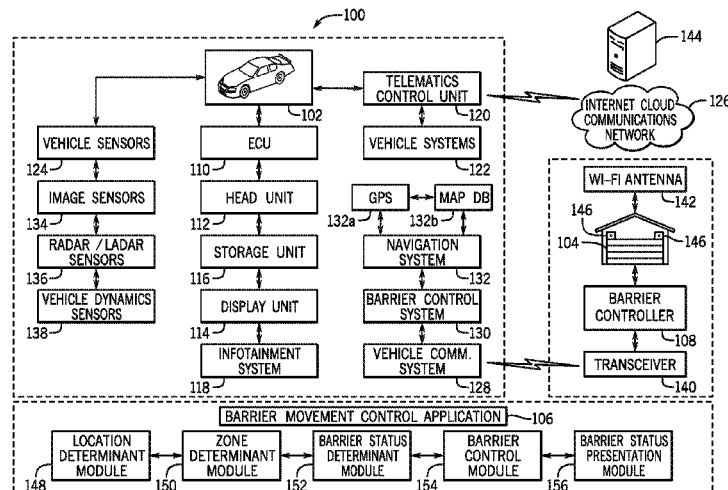 100
144
TELEMATICS
CONTROL UNIT
102
120
INTERNET CLOUD
COMMUNICATIONS
NETWORK
126
VEHICLE SENSORS
124
ECU
110
VEHICLE SYSTEMS
122
IMAGE SENSORS
134
HEAD UNIT
112
GPS
132a
MAP DB
132b
WI-FI ANTENNA
142
146
104
146
RADAR / LADAR
SENSORS
136
STORAGE UNIT
116
NAVIGATION
SYSTEM
132
VEHICLE DYNAMICS
SENSORS
138
DISPLAY UNIT
114
BARRIER CONTROL
SYSTEM
130
BARRIER
CONTROLLER
108
INFOTAINMENT
SYSTEM
118
VEHICLE COMM.
SYSTEM
128
TRANSCEIVER
140
BARRIER MOVEMENT CONTROL APPLICATION
106
LOCATION
DETERMINANT
MODULE
148
ZONE
DETERMINANT
MODULE
150
BARRIER STATUS
DETERMINANT
MODULE
152
BARRIER
CONTROL
MODULE
154
BARRIER STATUS
PRESENTATION
MODULE
156